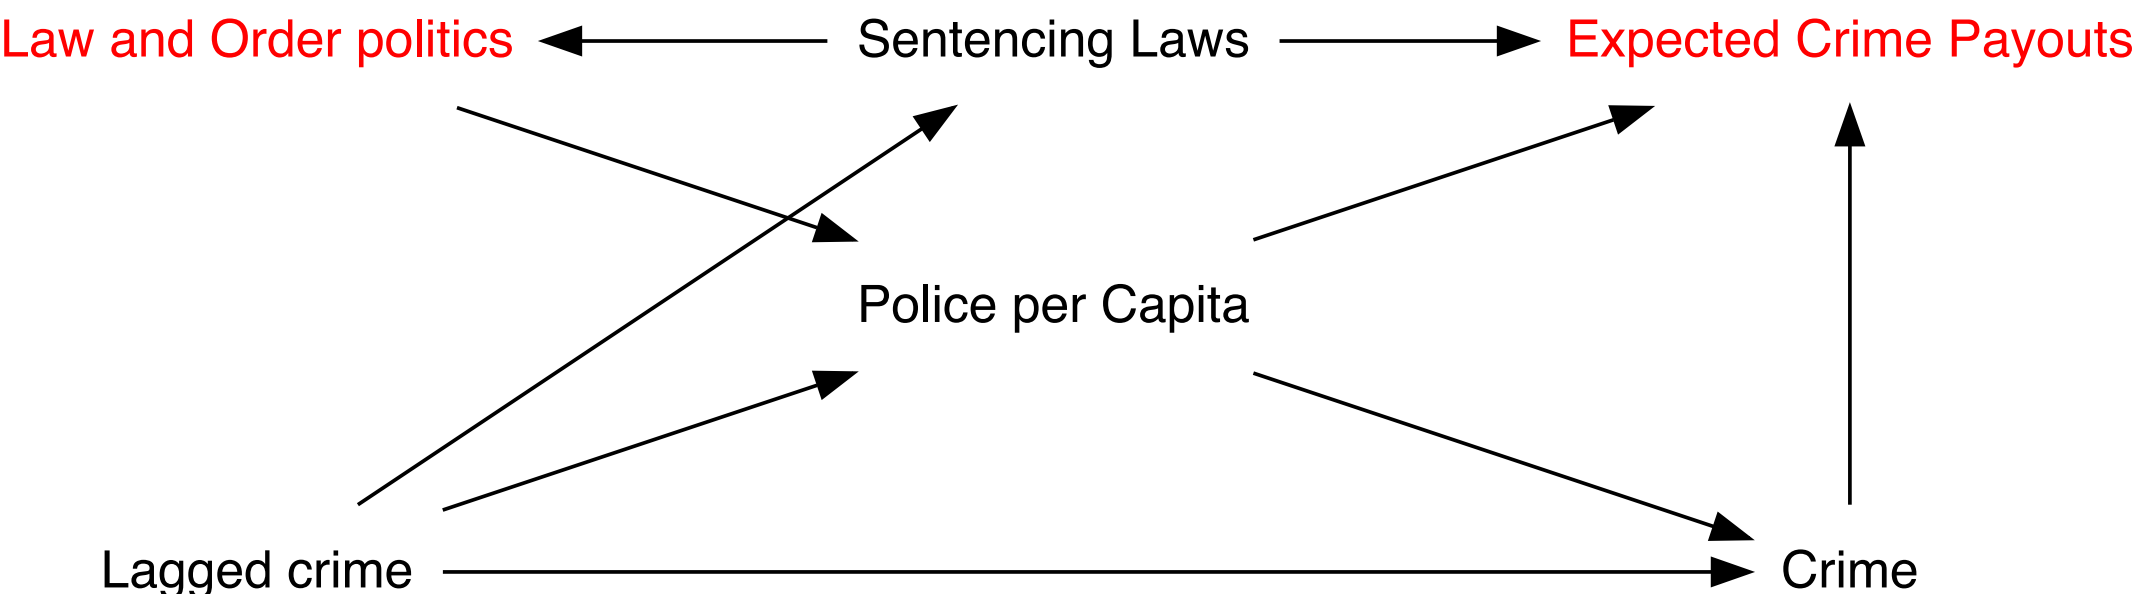 Law and Order politics
Sentencing Laws
Expected Crime Payouts
Police per Capita
Lagged crime
Crime